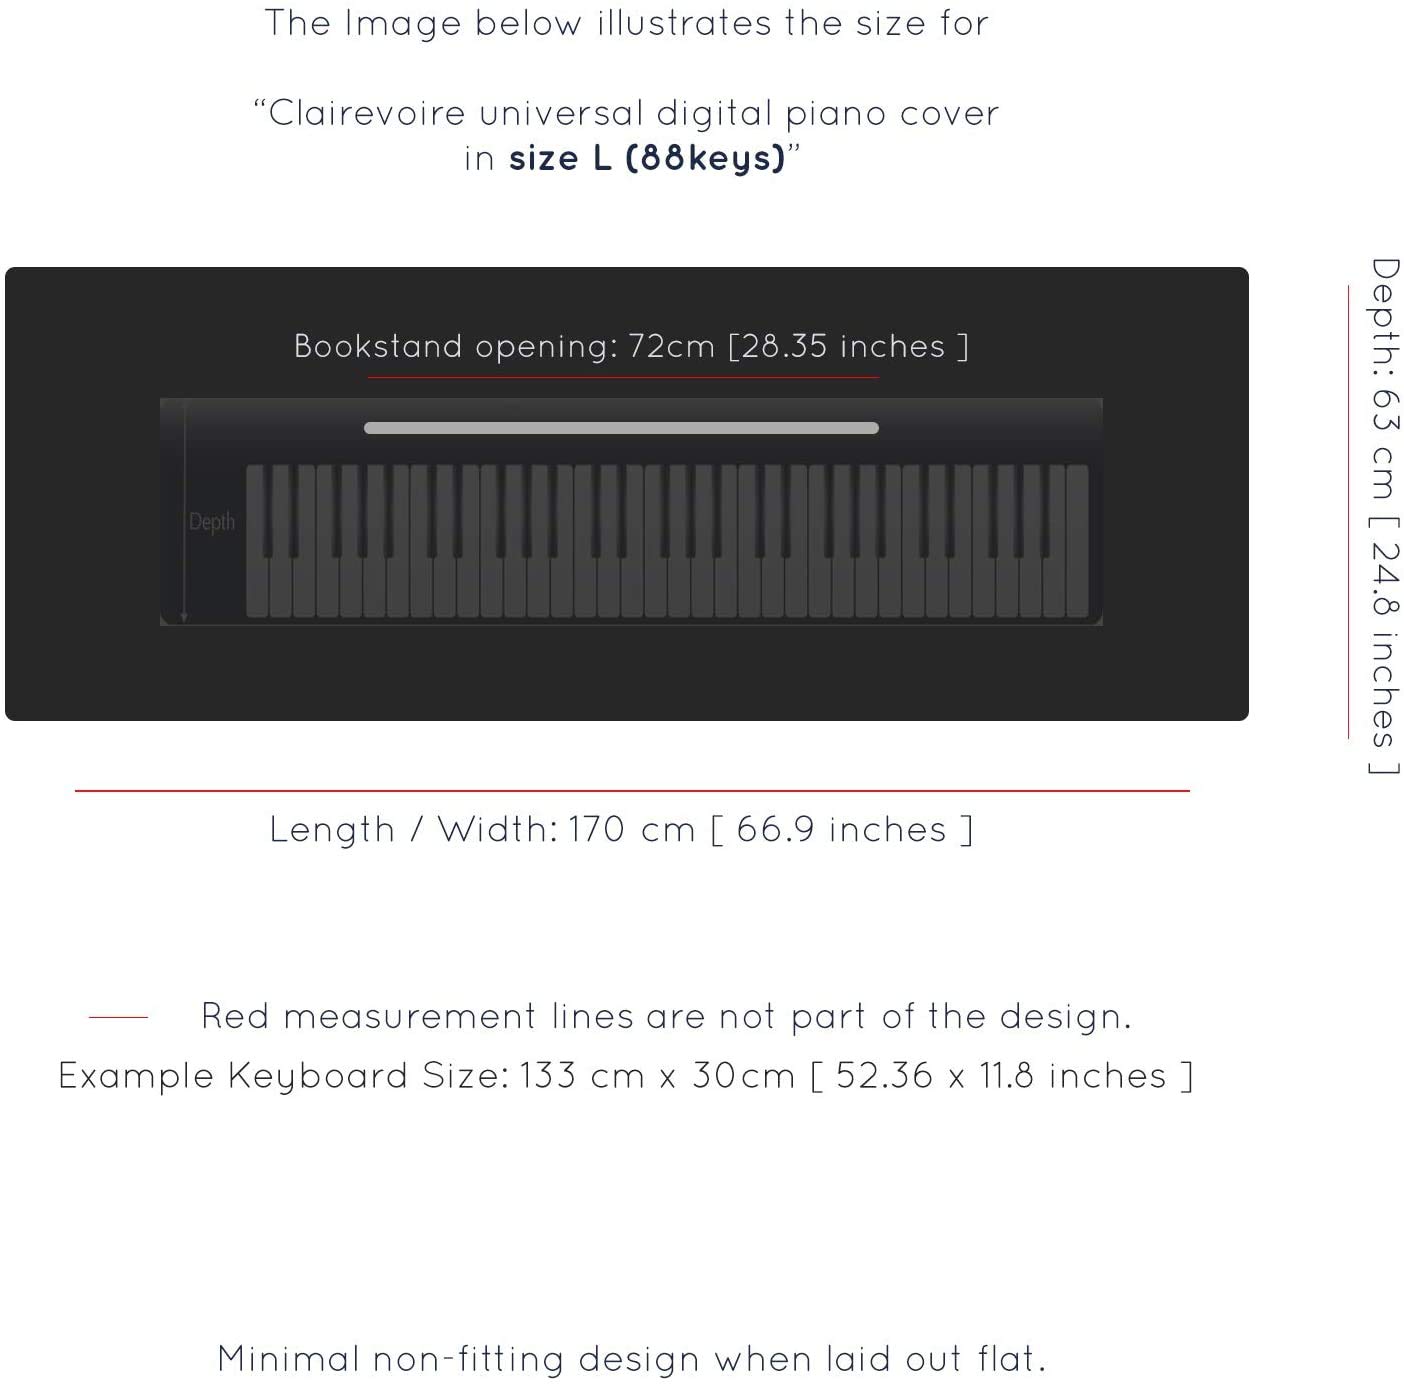 The Image below illustrates the size for
“Clairevoire universal digital piano cover
in size L (88keys)”
Bookstand opening: 72cm [28.35 inches ]
Depth
Depth: 63 cm [ 24.8 inches ]
Length / Width: 170 cm [ 66.9 inches ]
Red measurement lines are not part of the design.
Example Keyboard Size: 133 cm x 30cm [ 52.36 x 11.8 inches ]
Minimal non-fitting design when laid out flat.